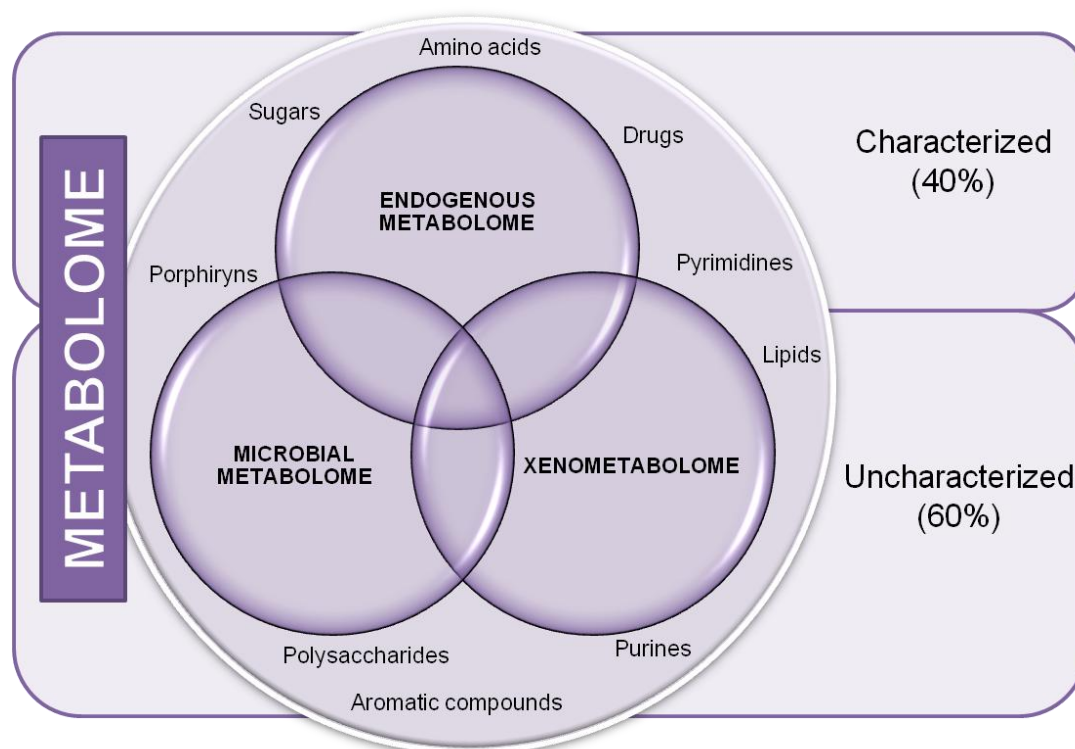 METABOLOME
Amino acids
Sugars
Drugs
ENDOGENOUS
METABOLOME
Characterized
(40%)
Porphiryns
Pyrimidines
Lipids
MICROBIAL
METABOLOME
XENOMETABOLOME
Uncharacterized
(60%)
Polysaccharides
Purines
Aromatic compounds